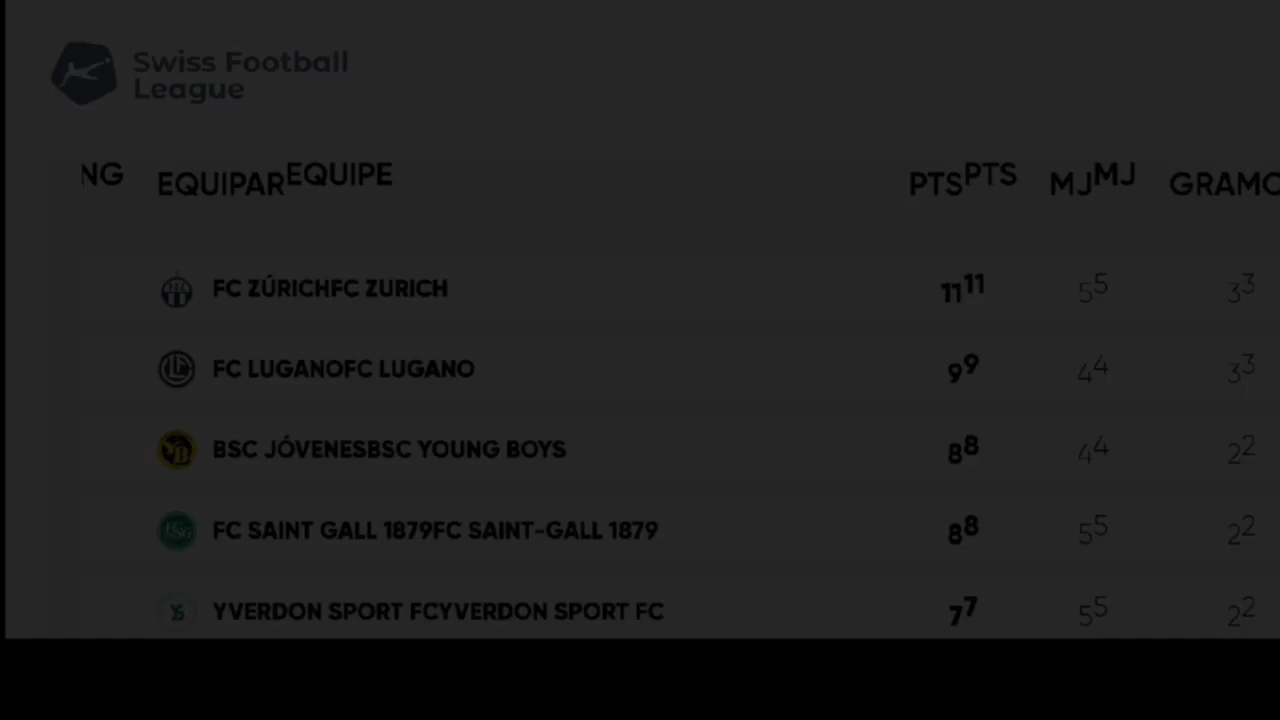 Swiss Football
League
NG EQUIPAREQUIPE PTSPTS MJMJ GRAMC
FC ZÚRICHFC ZURICH 1111 55 33
FC LUGANOFC LUGANO 99 44 33
BSC JÓVENESBSC YOUNG BOYS 88 44 22
FC SAINT GALL 1879FC SAINT-GALL 1879 88 55 22
YVERDON SPORT FCYVERDON SPORT FC 77 55 22